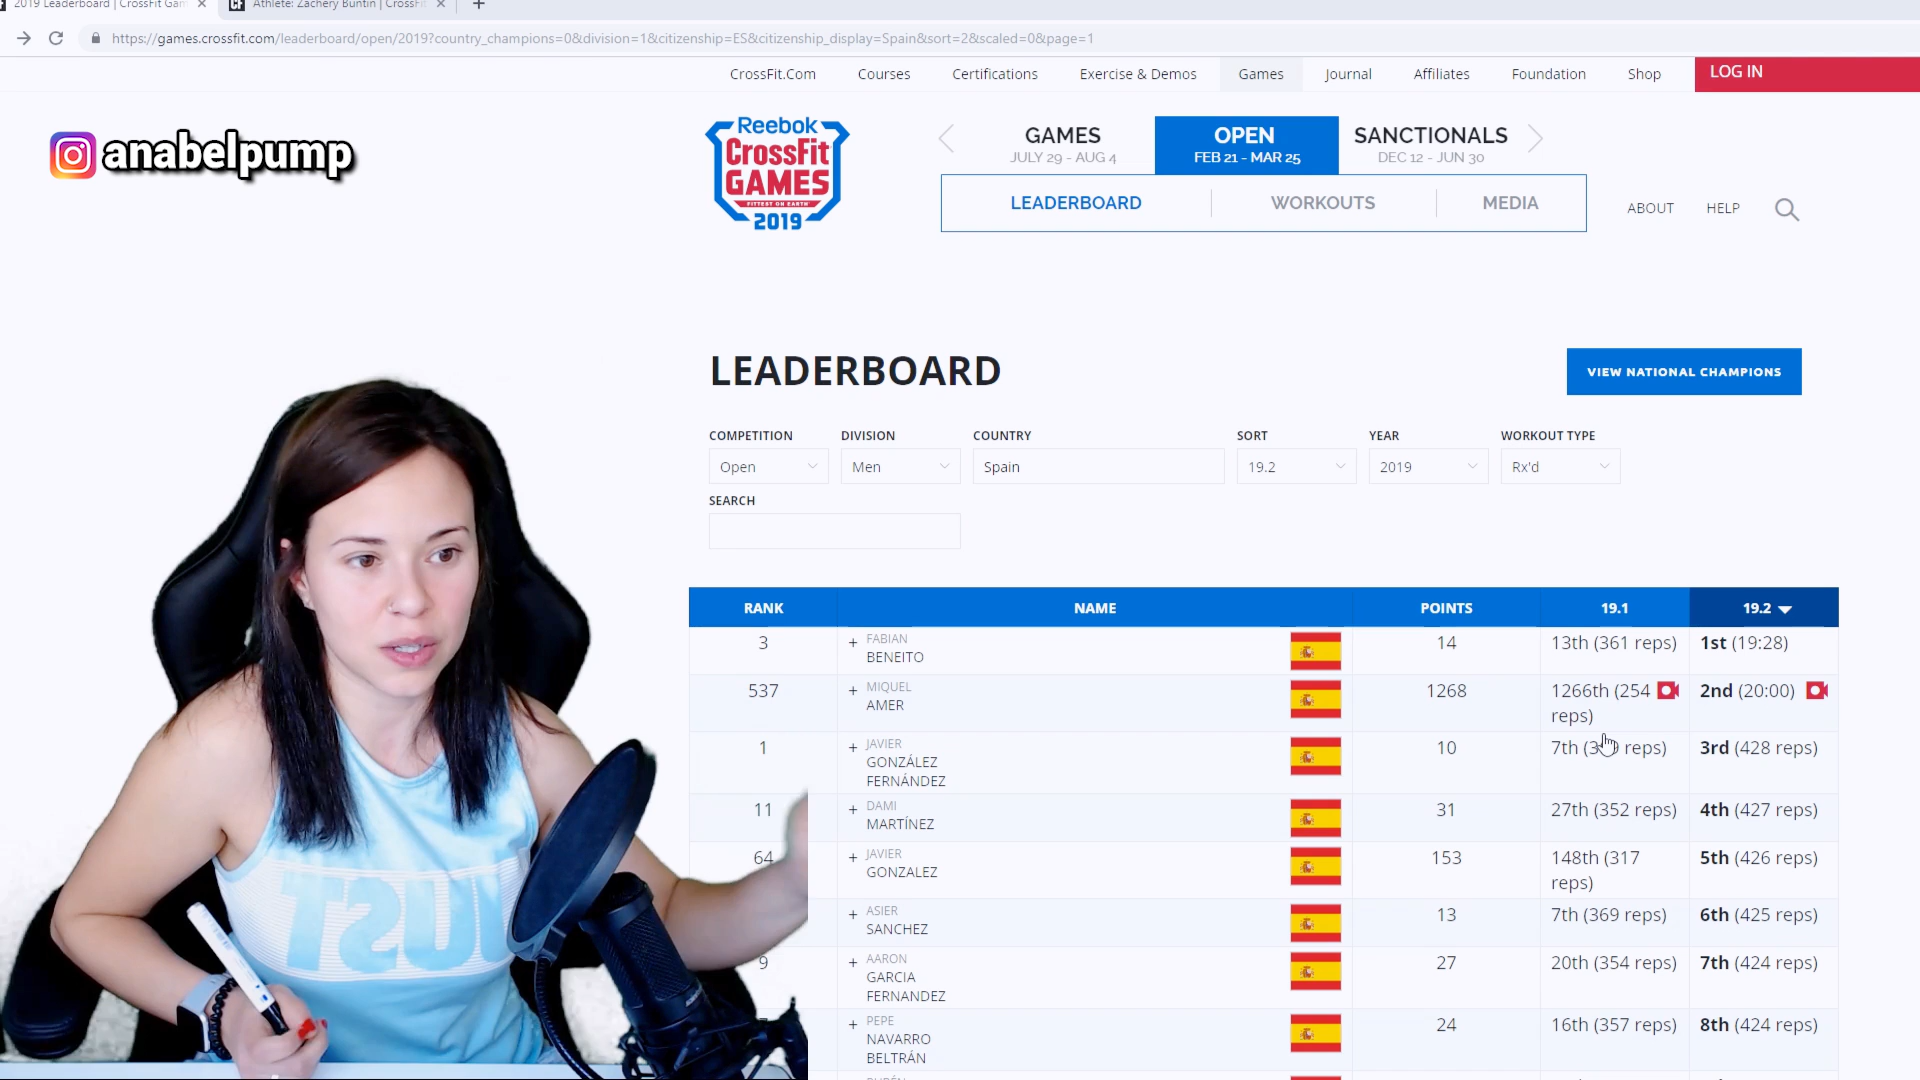 2019 Leaderboard | CrossFit Gam
Athlete: Zachery Buntin | CrossFit
https://games.crossfit.com/leaderboard/open/2019?country_champions=0&division=1&citizenship=ES&citizenship_display=Spain&sort=2&scaled=0&page=1
CrossFit.Com Courses Certifications Exercise & Demos Games Journal Affiliates Foundation Shop LOG IN
anabelpump
Reebok
CrossFit
GAMES
FITTEST ON EARTH
2019
GAMES
JULY 29 - AUG 4
OPEN
FEB 21 - MAR 25
SANCTIONALS
DEC 12 - JUN 30
LEADERBOARD WORKOUTS MEDIA
ABOUT HELP
LEADERBOARD
VIEW NATIONAL CHAMPIONS
COMPETITION DIVISION COUNTRY SORT YEAR WORKOUT TYPE
Open Men Spain 19.2 2019 Rx'd
SEARCH
RANK NAME POINTS 19.1 19.2
3 + FABIAN
BENEITO
14 13th (361 reps) 1st (19:28)
537 + MIQUEL
AMER
1268 1266th (254
reps)
2nd (20:00)
1 + JAVIER
GONZÁLEZ
FERNÁNDEZ
10 7th reps) 3rd (428 reps)
11 + DAMI
MARTÍNEZ
31 27th (352 reps) 4th (427 reps)
64 + JAVIER
GONZALEZ
153 148th (317
reps)
5th (426 reps)
+ ASIER
SANCHEZ
13 7th (369 reps) 6th (425 reps)
9 + AARON
GARCIA
FERNANDEZ
27 20th (354 reps) 7th (424 reps)
+ PEPE
NAVARRO
BELTRÁN
24 16th (357 reps) 8th (424 reps)
JUST